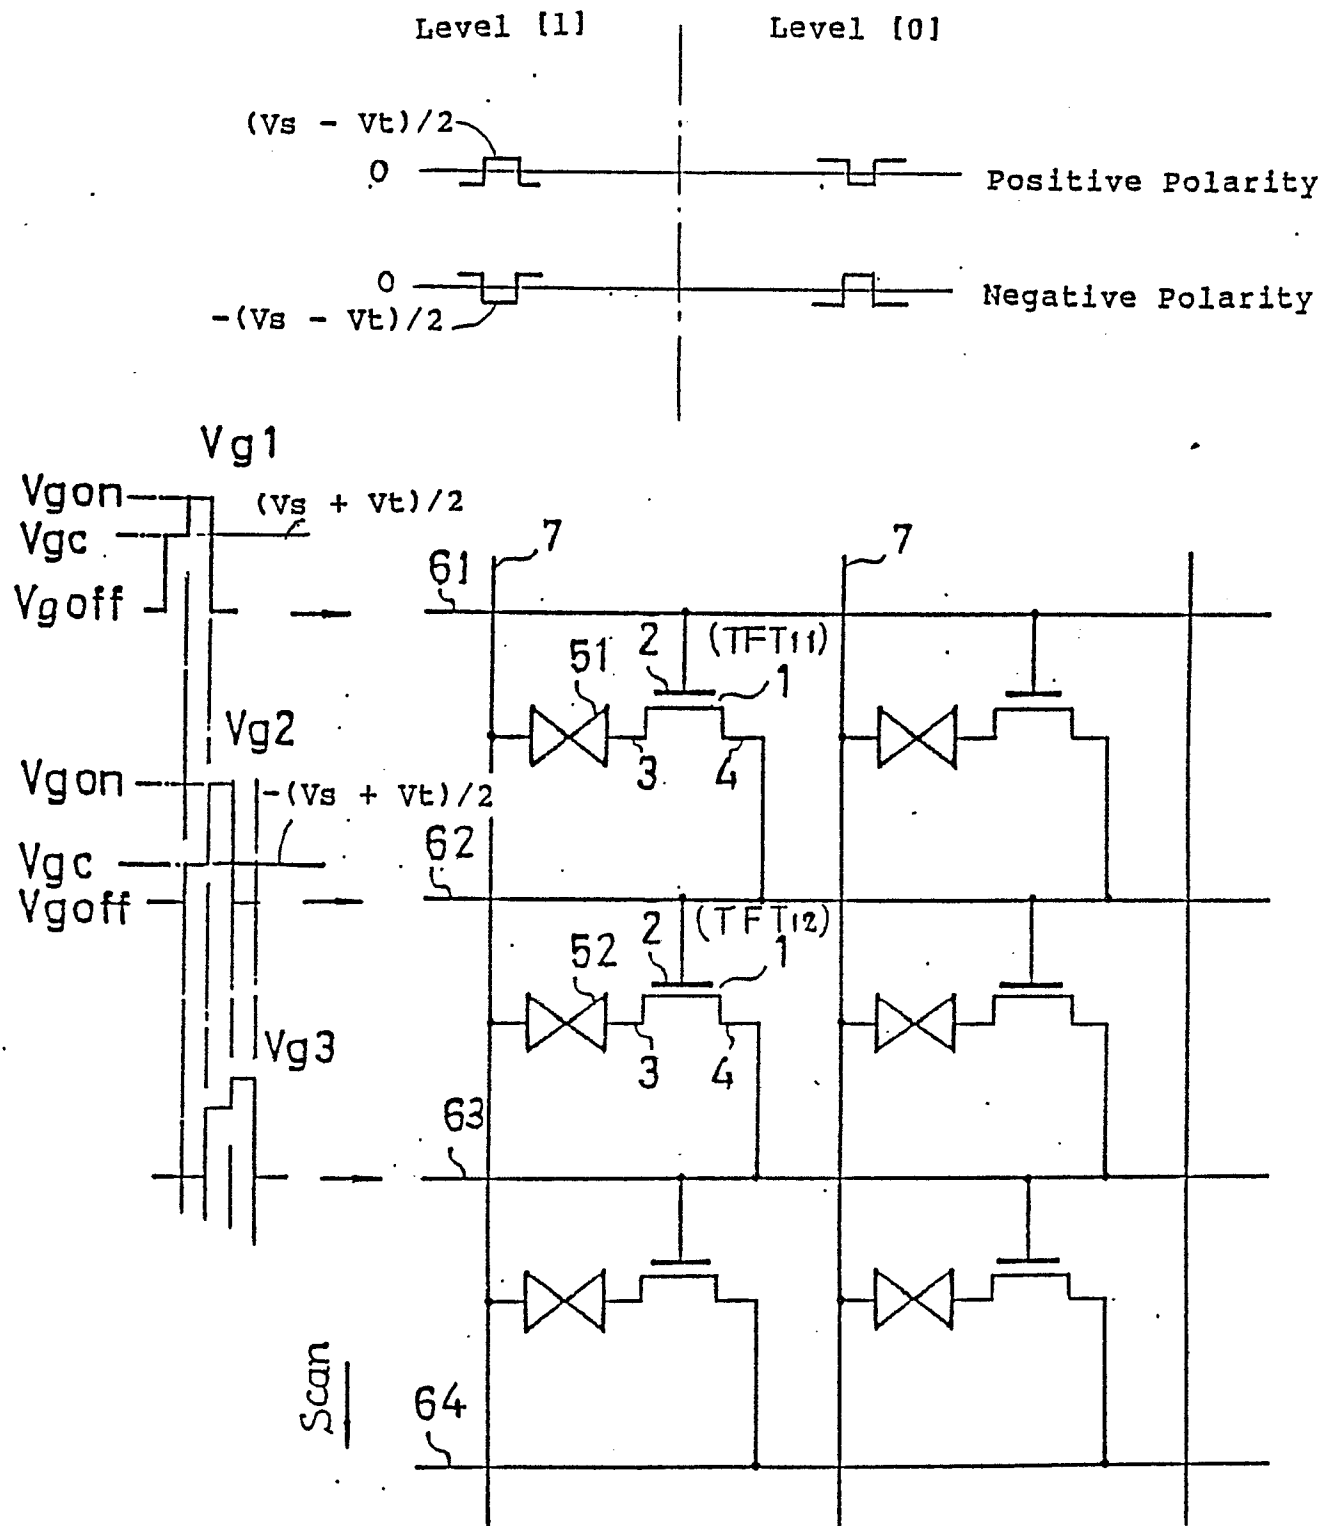 Level [1]
Level [0]
(Vs - Vt)/2
0
Positive Polarity
0
Negative Polarity
-(Vs - Vt)/2
Vg1
Vgon
(Vs + Vt)/2
Vgc
7
7
61
Vgoff
2
(TFT11)
51
1
Vg2
3
4
Vgon
-(Vs + Vt)/2
62
Vgc
Vgoff
2
(TFT12)
52
1
Vg3
3
4
63
Scan
64